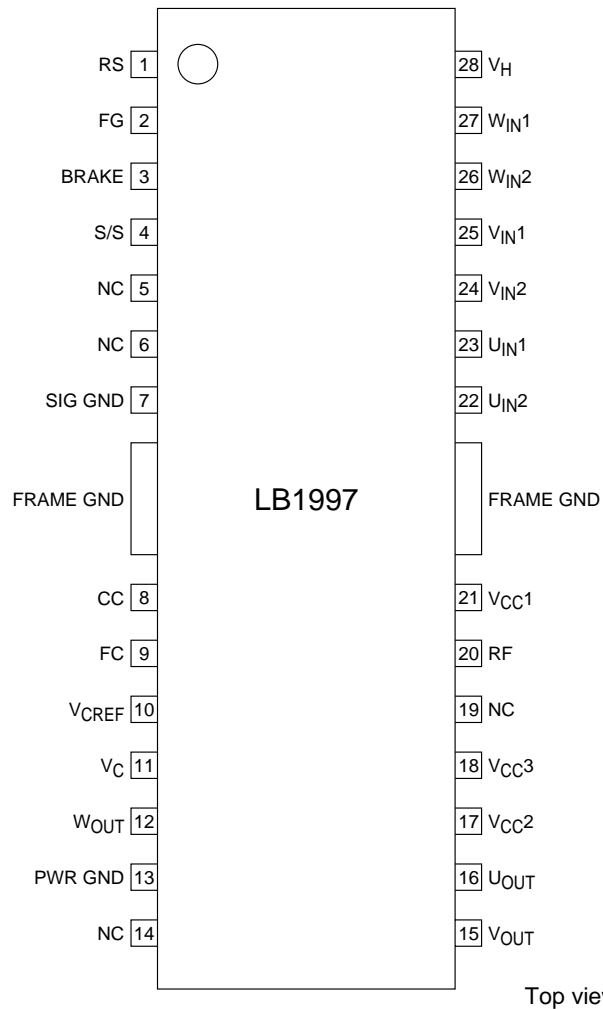 RS 1 28 VH
FG 2 27 WIN1
BRAKE 3 26 WIN2
S/S 4 25 VIN1
NC 5 24 VIN2
NC 6 23 UIN1
SIG GND 7 22 UIN2
FRAME GND LB1997 FRAME GND
CC 8 21 VCC1
FC 9 20 RF
VCREF 10 19 NC
VC 11 18 VCC3
WOUT 12 17 VCC2
PWR GND 13 16 UOUT
NC 14 15 VOUT
Top view